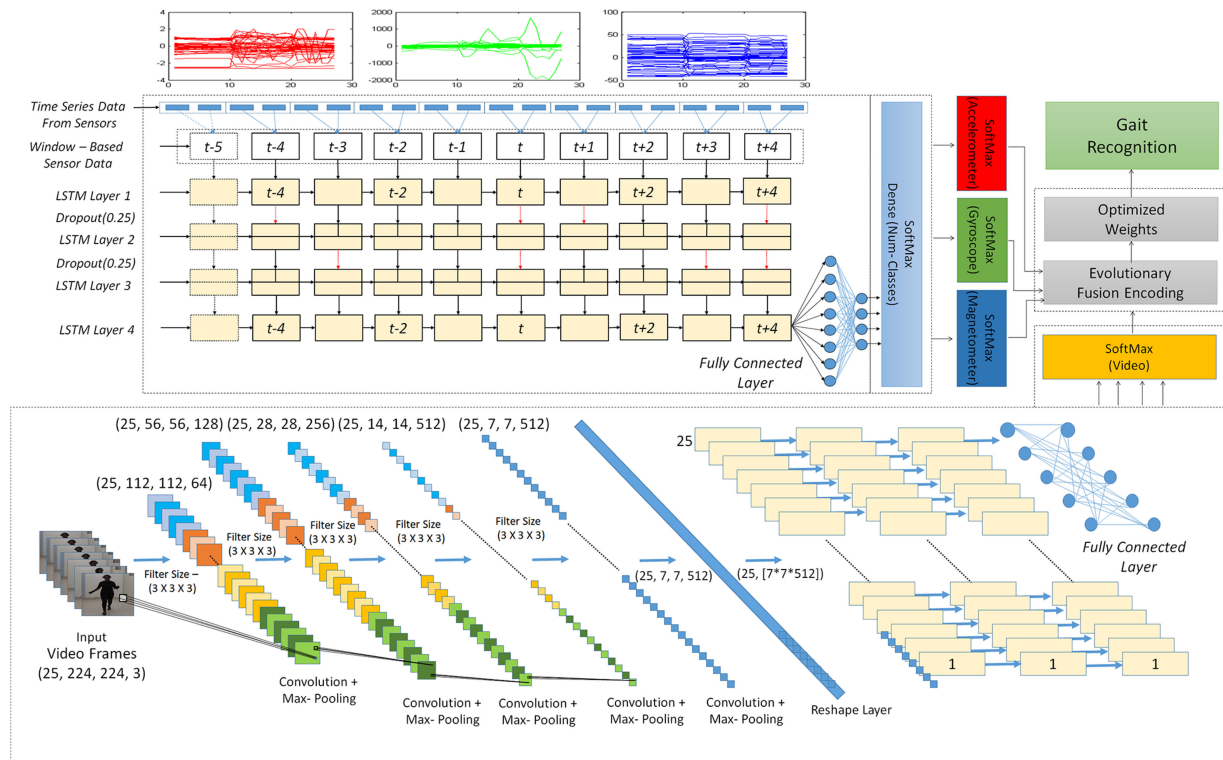 4
2
0
-2
-4
0
10
20
30
2000
1000
0
-1000
-2000
0
10
20
30
100
50
0
-50
0
10
20
30
Time Series Data
From Sensors
Window – Based
Sensor Data
t-5
t-4
t-3
t-2
t-1
t
t+1
t+2
t+3
t+4
LSTM Layer 1
t-4
t-2
t
t+2
t+4
Dropout(0.25)
LSTM Layer 2
Dropout(0.25)
LSTM Layer 3
LSTM Layer 4
t-4
t-2
t
t+2
t+4
Fully Connected
Layer
SoftMax
Dense (Num- Classes)
SoftMax
(Accelerometer)
SoftMax
(Gyroscope)
SoftMax
(Magnetometer)
Gait
Recognition
Optimized
Weights
Evolutionary
Fusion Encoding
SoftMax
(Video)
(25, 56, 56, 128)
(25, 28, 28, 256)
(25, 14, 14, 512)
(25, 7, 7, 512)
(25, 112, 112, 64)
Filter Size –
(3 X 3 X 3)
Filter Size
(3 X 3 X 3)
Filter Size
(3 X 3 X 3)
Filter Size
(3 X 3 X 3)
Filter Size
(3 X 3 X 3)
(25, 7, 7, 512)
(25, [7*7*512])
Input
Video Frames
(25, 224, 224, 3)
Convolution +
Max- Pooling
Convolution +
Max- Pooling
Convolution +
Max- Pooling
Convolution +
Max- Pooling
Convolution +
Max- Pooling
Reshape Layer
25
1
1
1
Fully Connected
Layer